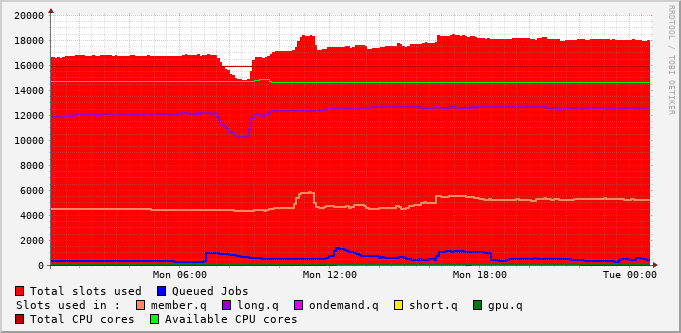 20000
18000
16000
14000
12000
10000
8000
6000
4000
2000
0
Mon 06:00 Mon 12:00 Mon 18:00 Tue 00:00
RRDTOOL / TOBI OETIKER
Total slots used Queued Jobs
Slots used in : member.q long.q ondemand.q short.q gpu.q
Total CPU cores Available CPU cores